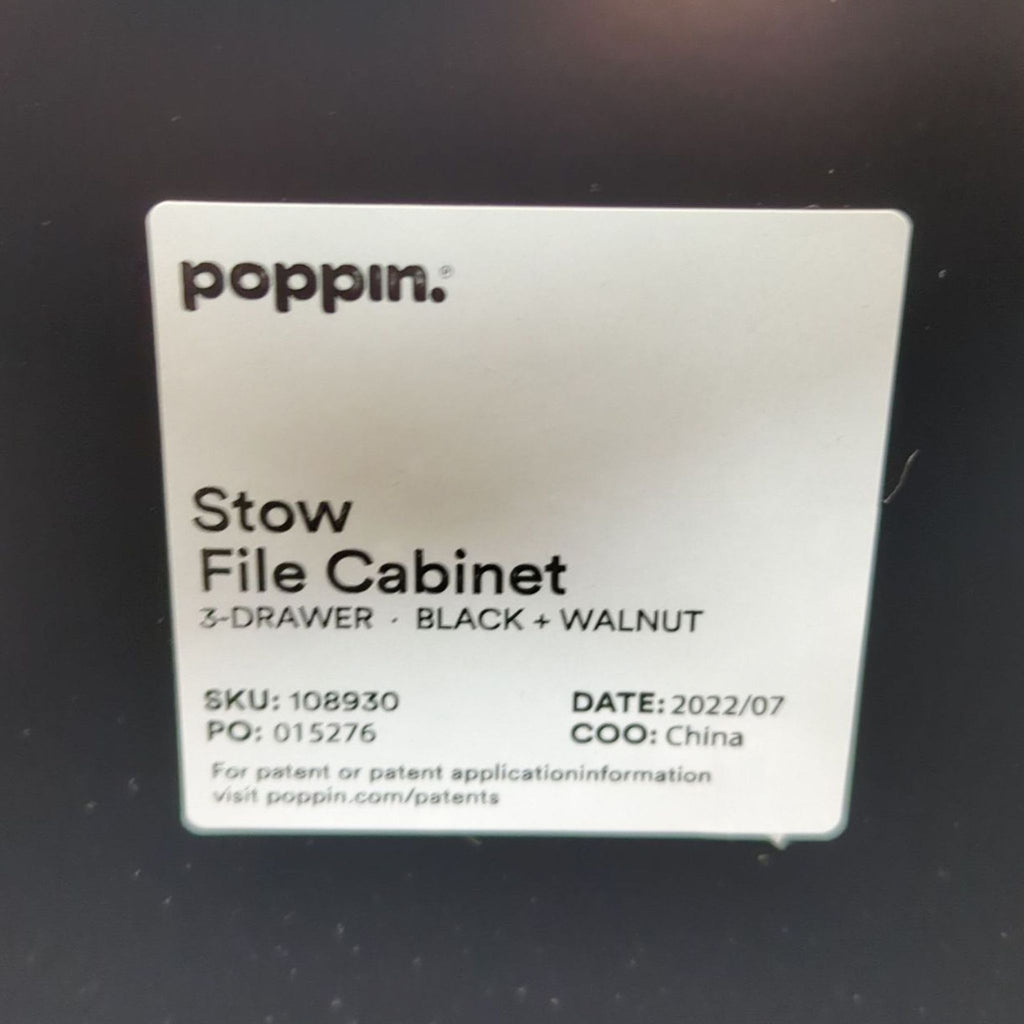 poppin.®
Stow
File Cabinet
3-DRAWER · BLACK + WALNUT
SKU: 108930
PO: 015276
DATE: 2022/07
COO: China
For patent or patent applicationinformation
visit poppin.com/patents